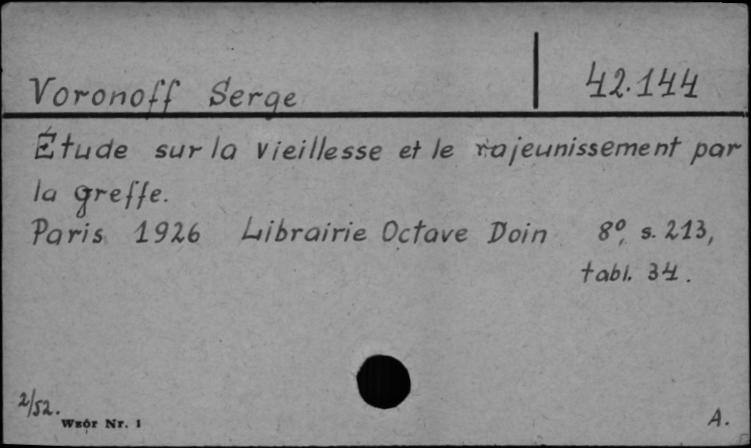 Voronoff Serge 42.144
Étude sur la vieillesse et le rajeunissement par
la greffe.
Paris 1926 Librairie Octave Doin 8º, s. 213,
tabl. 34.
2/52.
Wzór Nr. 1
A.